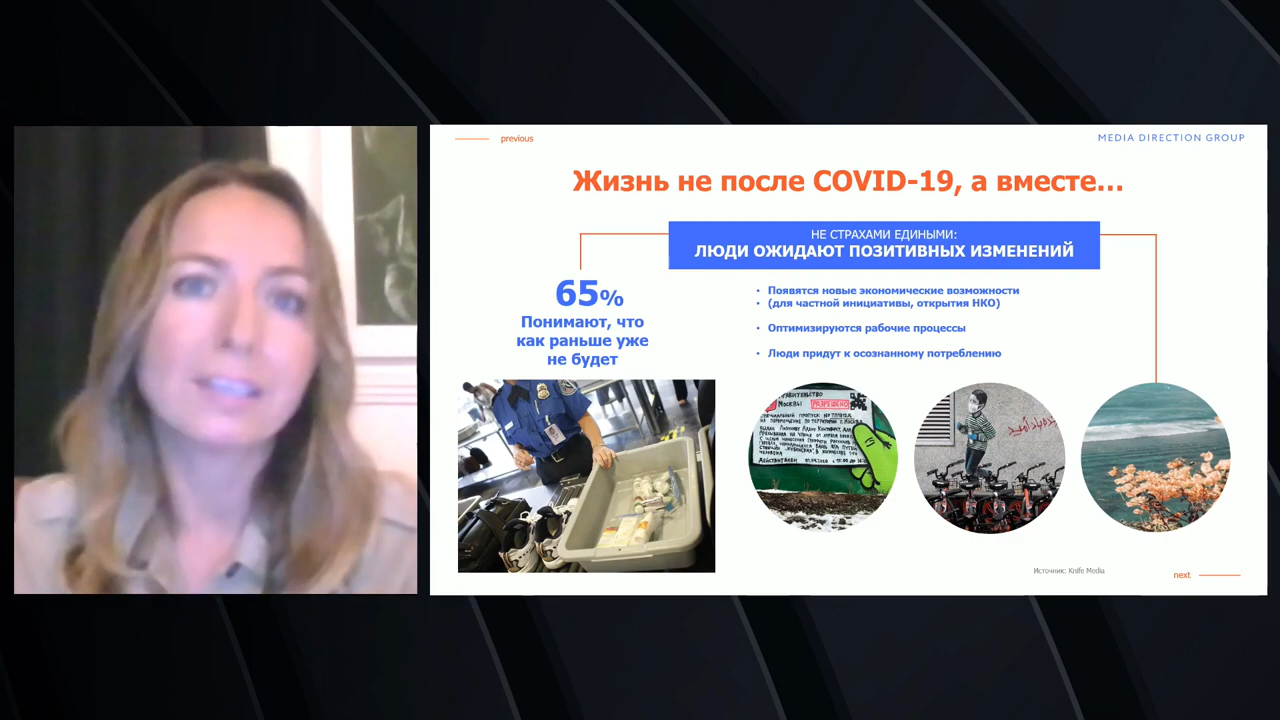 previous
MEDIA DIRECTION GROUP
Жизнь не после COVID-19, а вместе...
НЕ СТРАХАМИ ЕДИНЫМИ:
ЛЮДИ ОЖИДАЮТ ПОЗИТИВНЫХ ИЗМЕНЕНИЙ
65%
Понимают, что
как раньше уже
не будет
• Появятся новые экономические возможности
• (для частной инициативы, открытия НКО)
• Оптимизируются рабочие процессы
• Люди придут к осознанному потреблению
МОСКВЫ РАЗРЕШЕНО
Источник: Knife Media
next